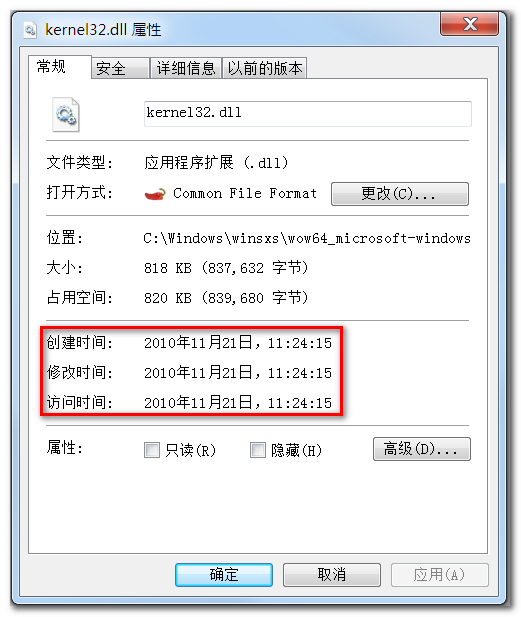 kernel32.dll 属性
常规 安全 详细信息 以前的版本
kernel32.dll
文件类型: 应用程序扩展 (.dll)
打开方式: Common File Format 更改(C)...
位置: C:\Windows\winsxs\wow64_microsoft-windows
大小: 818 KB (837,632 字节)
占用空间: 820 KB (839,680 字节)
创建时间: 2010年11月21日, 11:24:15
修改时间: 2010年11月21日, 11:24:15
访问时间: 2010年11月21日, 11:24:15
属性: 只读(R) 隐藏(H) 高级(D)...
确定 取消 应用(A)